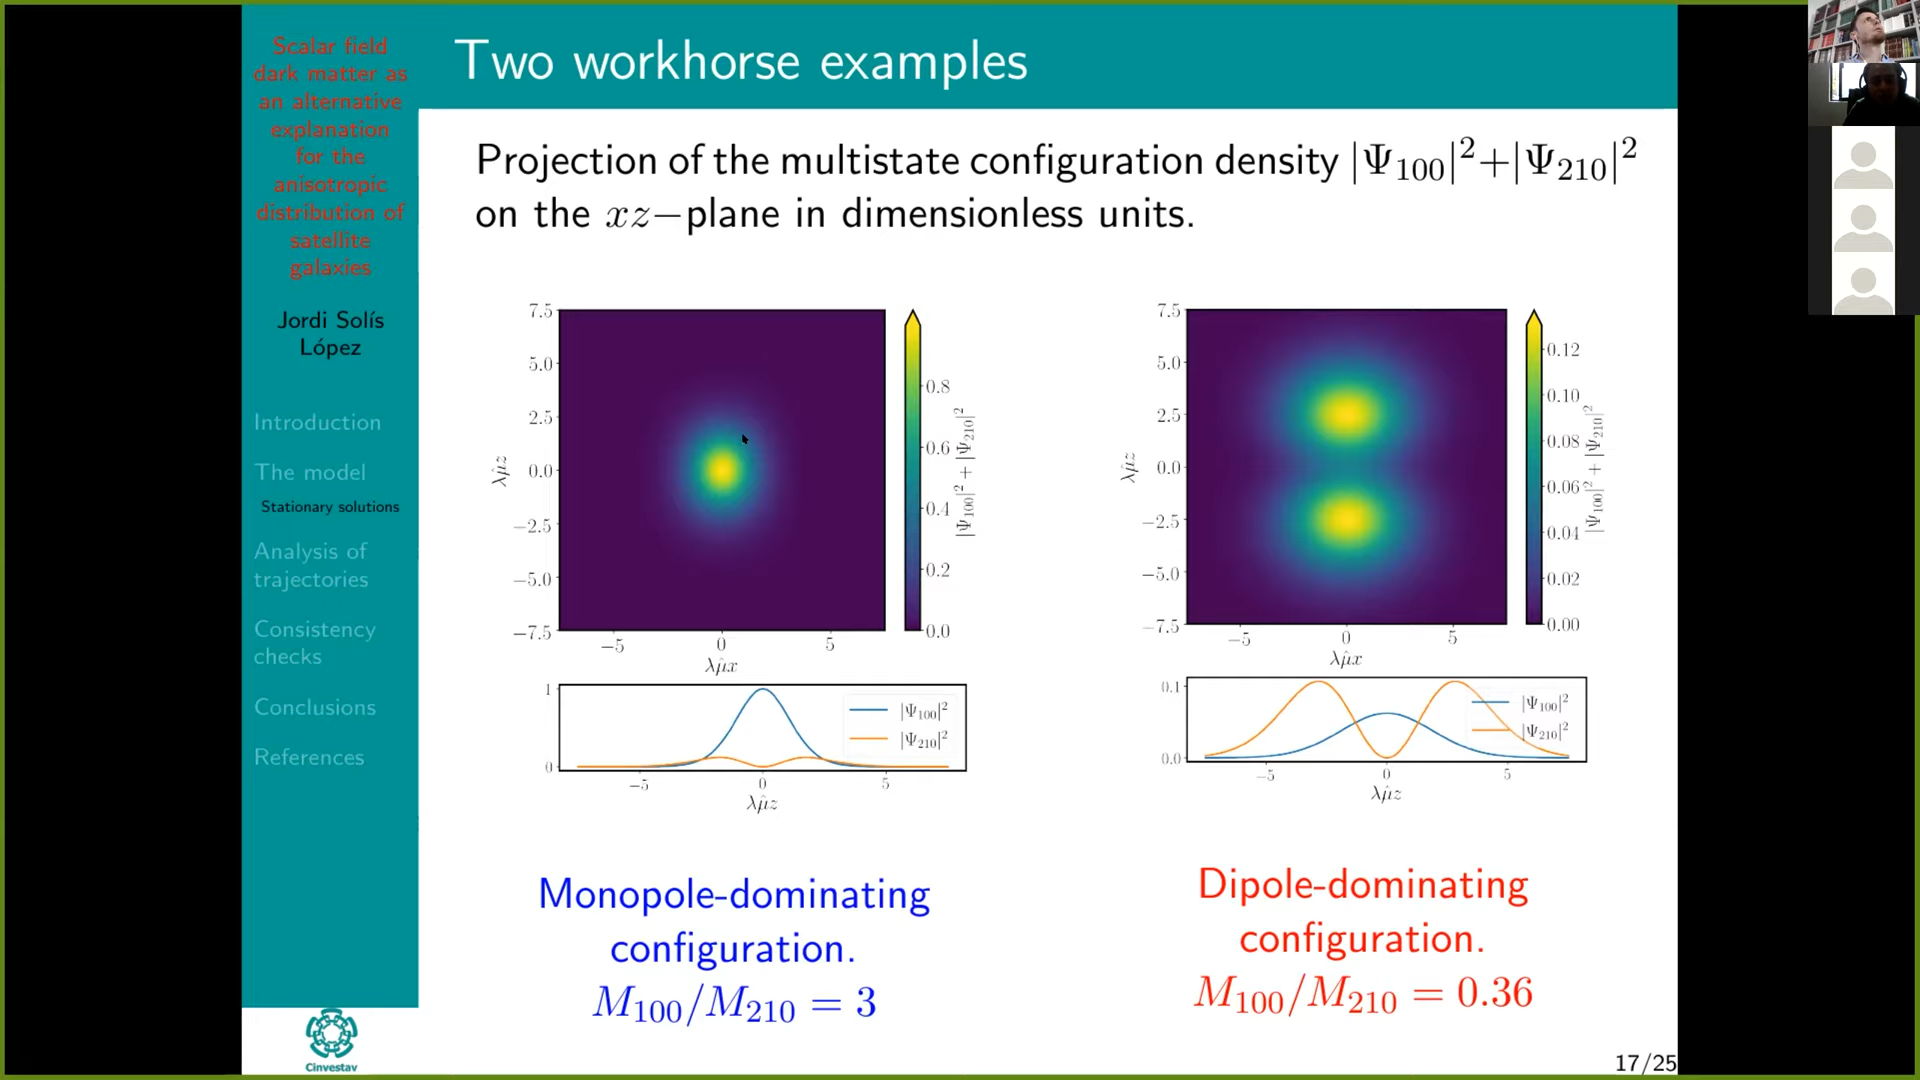 Scalar field
dark matter as
an alternative
explanation
for the
anisotropic
distribution of
satellite
galaxies
Jordi Solís
López
Introduction
The model
Stationary solutions
Analysis of
trajectories
Consistency
checks
Conclusions
References
Cinvestav
Two workhorse examples
Projection of the multistate configuration density |Ψ₁₀₀|²+|Ψ₂₁₀|²
on the xz−plane in dimensionless units.
7.5
5.0
2.5
0.0
−2.5
−5.0
−7.5
λμ̂z
−5 0 5
λμ̂x
0.8
0.6
0.4
0.2
0.0
|Ψ₁₀₀|² + |Ψ₂₁₀|²
1
0
|Ψ₁₀₀|²
|Ψ₂₁₀|²
−5 0 5
λμ̂z
Monopole-dominating
configuration.
M₁₀₀/M₂₁₀ = 3
7.5
5.0
2.5
0.0
−2.5
−5.0
−7.5
λμ̂z
−5 0 5
λμ̂x
0.12
0.10
0.08
0.06
0.04
0.02
0.00
|Ψ₁₀₀|² + |Ψ₂₁₀|²
0.1
0.0
|Ψ₁₀₀|²
|Ψ₂₁₀|²
−5 0 5
λμ̂z
Dipole-dominating
configuration.
M₁₀₀/M₂₁₀ = 0.36
17/25